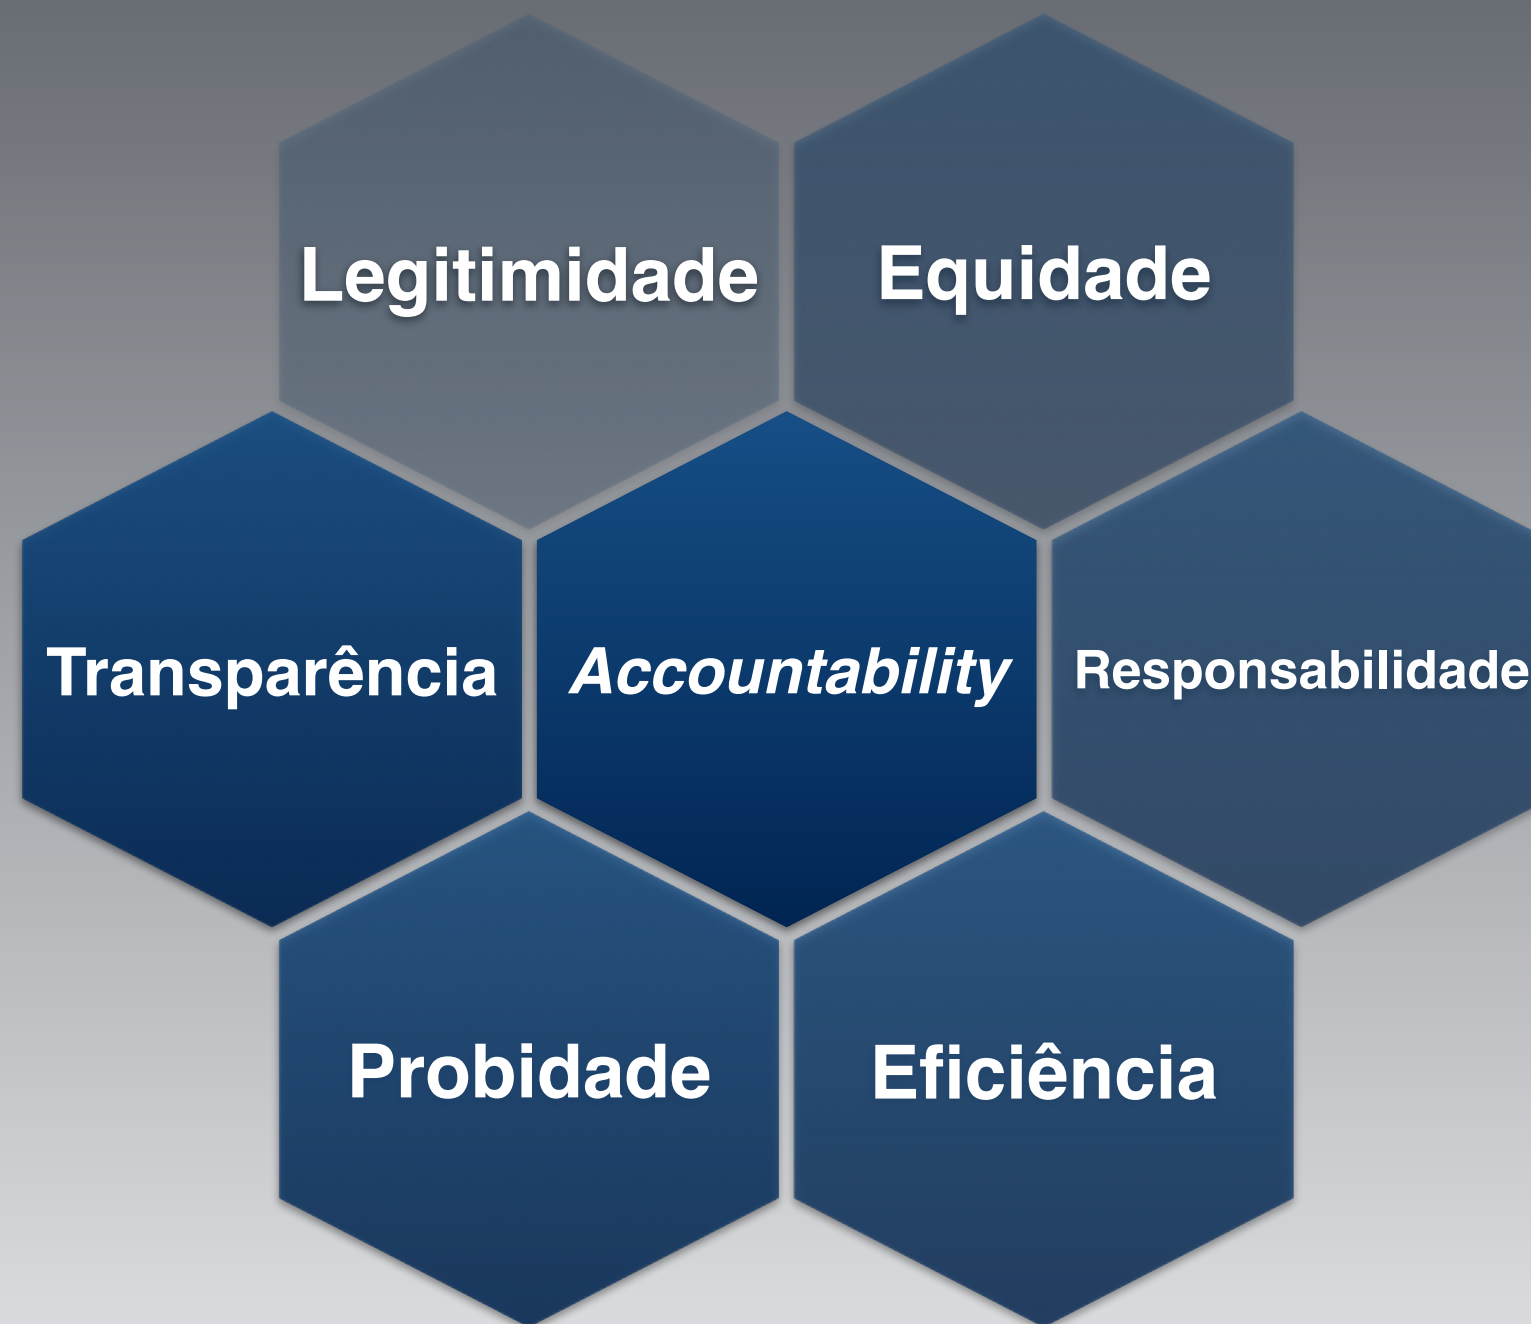 Legitimidade
Equidade
Transparência
Accountability
Responsabilidade
Probidade
Eficiência